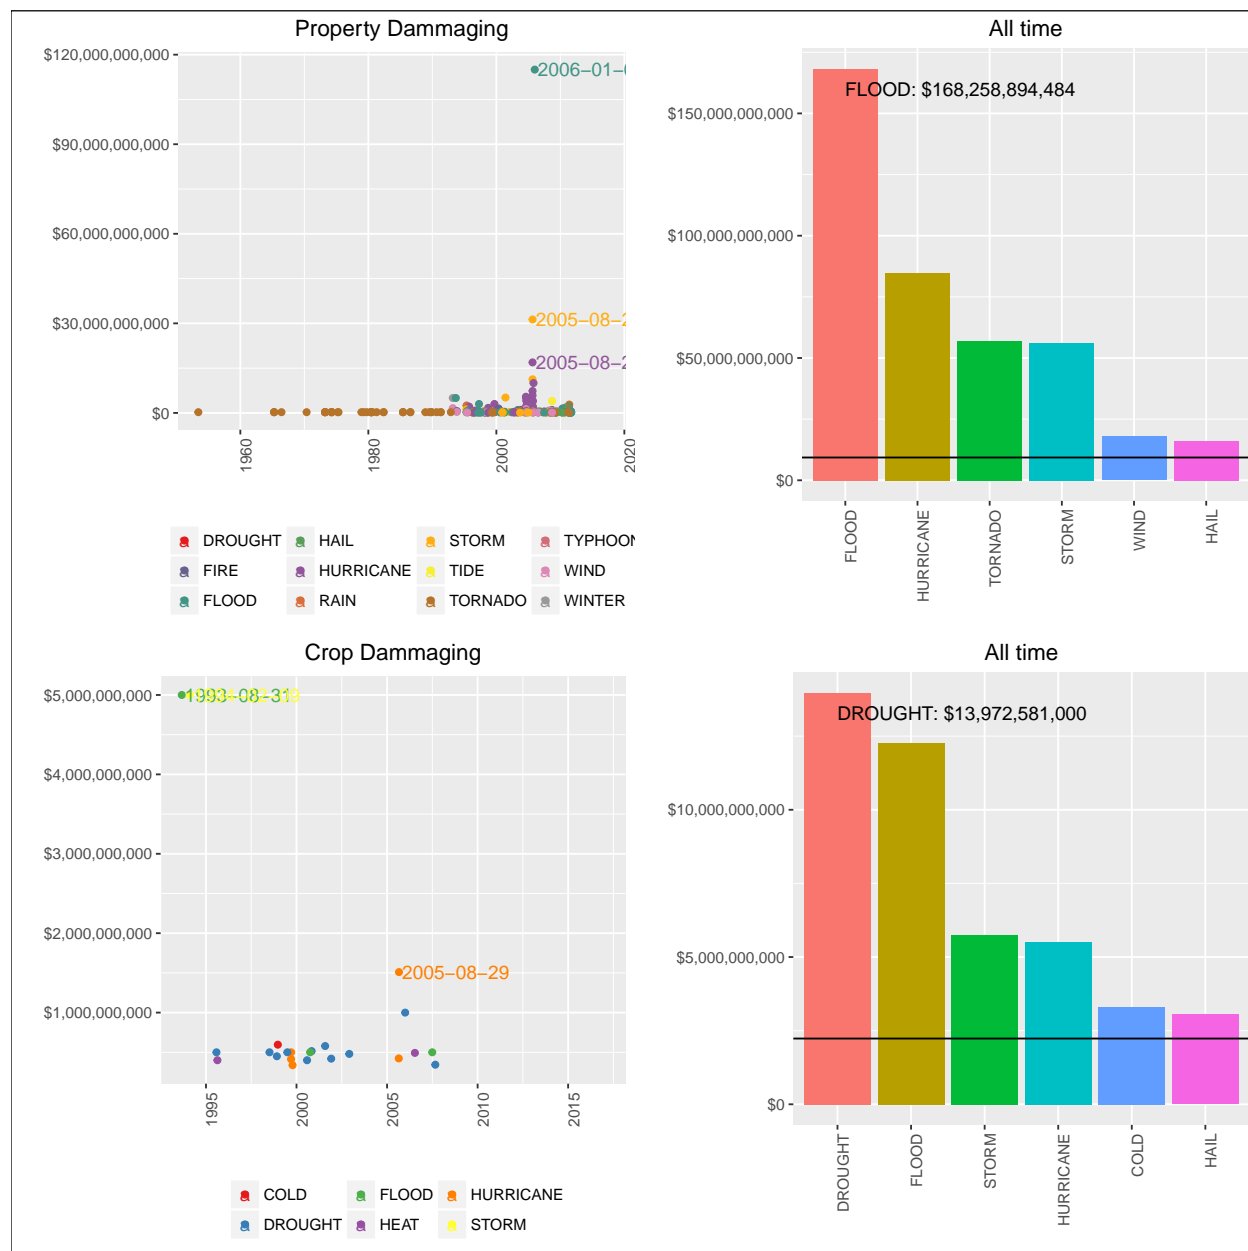 Property Dammaging
$120,000,000,000
$90,000,000,000
$60,000,000,000
$30,000,000,000
$0
2006−01−
2005−08−2
2005−08−2
1960
1980
2000
2020
DROUGHT HAIL STORM TYPHOON
FIRE HURRICANE TIDE WIND
FLOOD RAIN TORNADO WINTER
All time
FLOOD: $168,258,894,484
$150,000,000,000
$100,000,000,000
$50,000,000,000
$0
FLOOD
HURRICANE
TORNADO
STORM
WIND
HAIL
Crop Dammaging
$5,000,000,000
$4,000,000,000
$3,000,000,000
$2,000,000,000
$1,000,000,000
1993−08−31
2005−08−29
1995
2000
2005
2010
2015
COLD FLOOD HURRICANE
DROUGHT HEAT STORM
All time
DROUGHT: $13,972,581,000
$10,000,000,000
$5,000,000,000
$0
DROUGHT
FLOOD
STORM
HURRICANE
COLD
HAIL